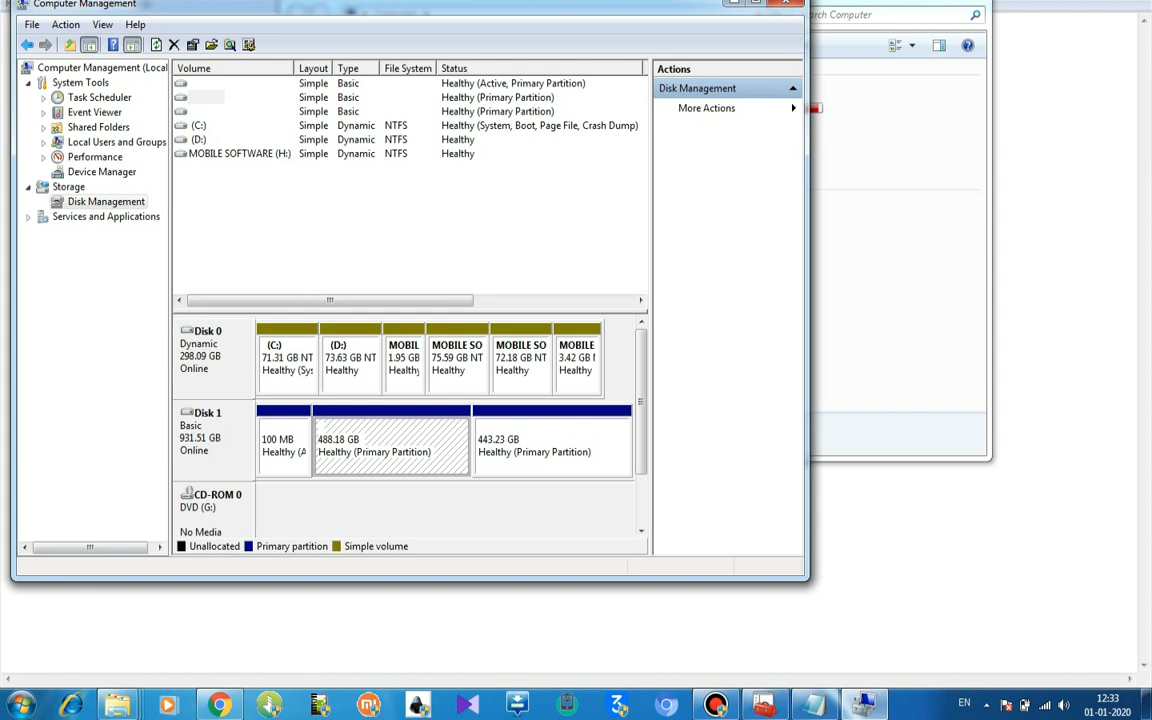 Computer Management
arch Computer
File Action View Help
Computer Management (Local
System Tools
Task Scheduler
Event Viewer
Shared Folders
Local Users and Groups
Performance
Device Manager
Storage
Disk Management
Services and Applications
Volume Layout Type File System Status
Simple Basic Healthy (Active, Primary Partition)
Simple Basic Healthy (Primary Partition)
Simple Basic Healthy (Primary Partition)
(C:) Simple Dynamic NTFS Healthy (System, Boot, Page File, Crash Dump)
(D:) Simple Dynamic NTFS Healthy
MOBILE SOFTWARE (H:) Simple Dynamic NTFS Healthy
Actions
Disk Management
More Actions
Disk 0
Dynamic
298.09 GB
Online
(C:) (D:) MOBIL MOBILE SO MOBILE SO MOBILE
71.31 GB NT 73.63 GB NT 1.95 GB 75.59 GB NT 72.18 GB NT 3.42 GB
Healthy (Sys Healthy Healthy Healthy Healthy Healthy
Disk 1
Basic
931.51 GB
Online
100 MB 488.18 GB 443.23 GB
Healthy (A Healthy (Primary Partition) Healthy (Primary Partition)
CD-ROM 0
DVD (G:)
No Media
Unallocated Primary partition Simple volume
EN
12:33
01-01-2020